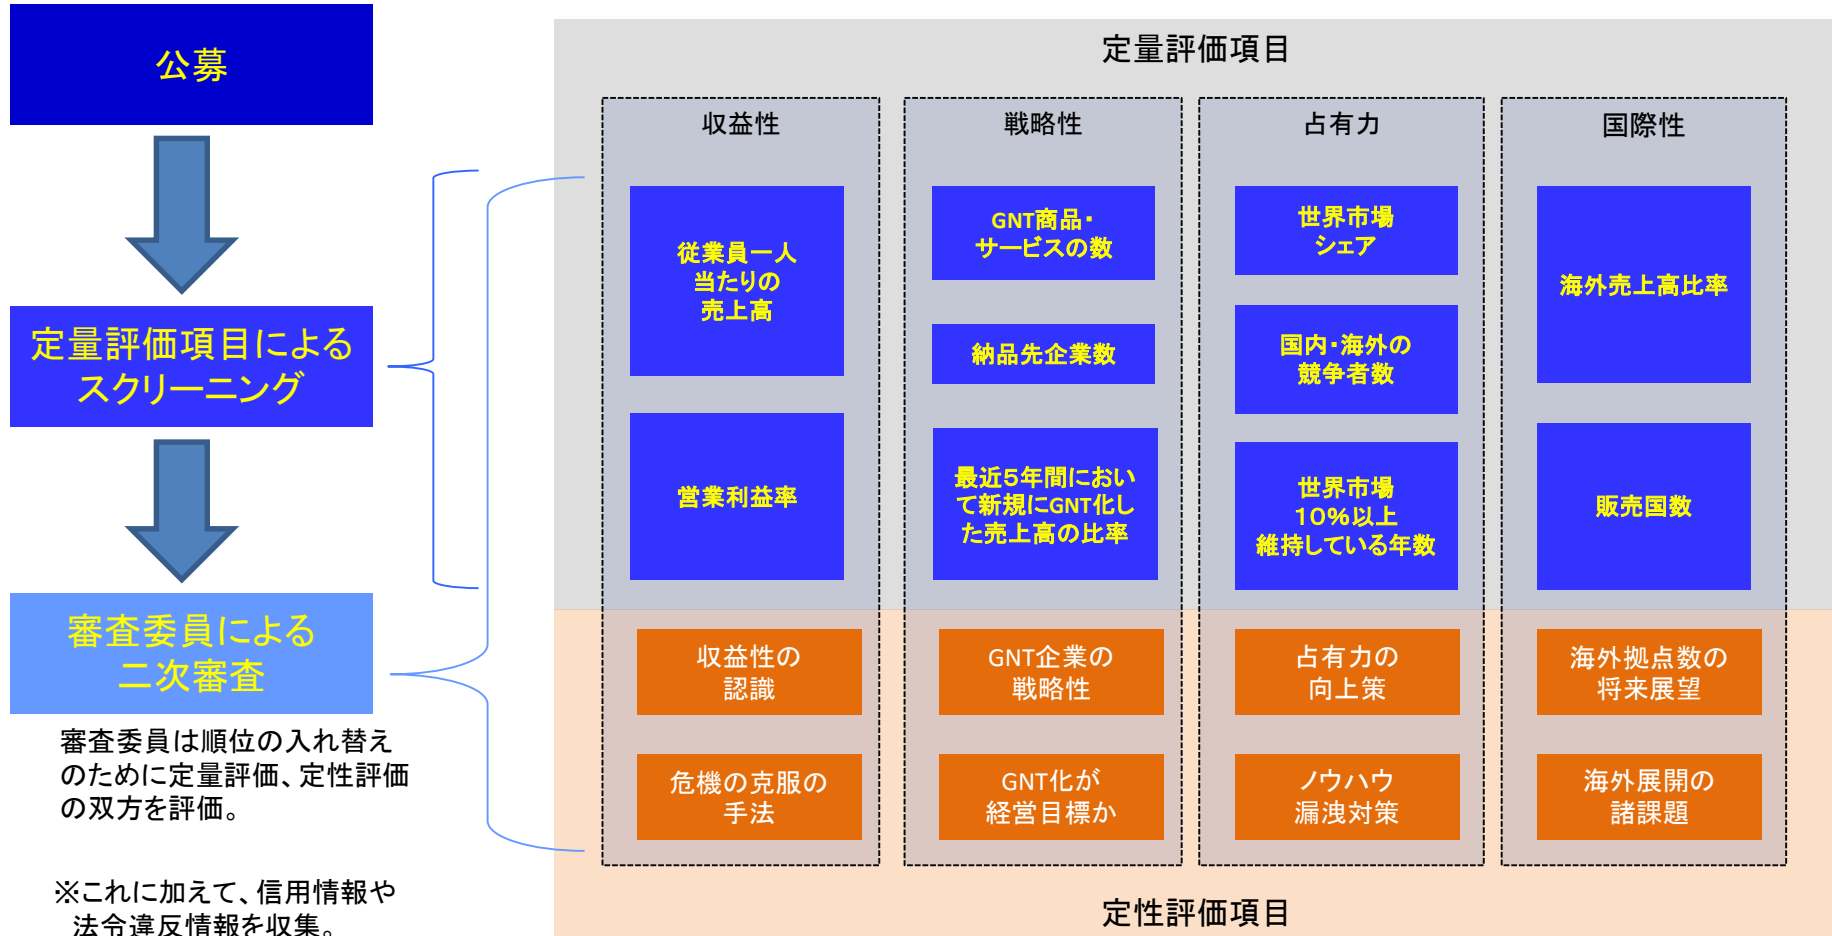 公募
定量評価項目による
スクリーニング
審査委員による
二次審査
審査委員は順位の入れ替え
のために定量評価、定性評価
の双方を評価。
※これに加えて、信用情報や
法令違反情報を収集。
定量評価項目
収益性
従業員一人
当たりの
売上高
営業利益率
収益性の
認識
危機の克服の
手法
戦略性
GNT商品・
サービスの数
納品先企業数
最近5年間におい
て新規にGNT化し
た売上高の比率
GNT企業の
戦略性
GNT化が
経営目標か
占有力
世界市場
シェア
国内・海外の
競争者数
世界市場
10%以上
維持している年数
占有力の
向上策
ノウハウ
漏洩対策
国際性
海外売上高比率
販売国数
海外拠点数の
将来展望
海外展開の
諸課題
定性評価項目